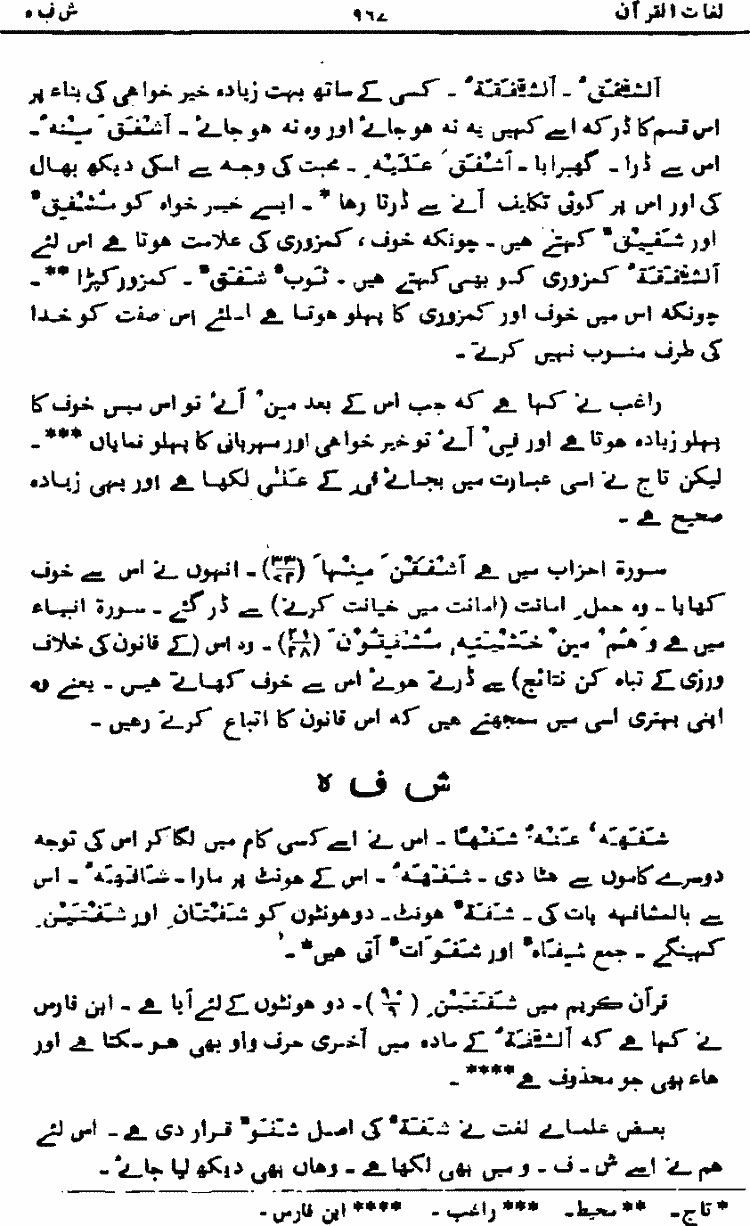 لغات القرآن ۹۶۷ ش ف ہ
اَلشَّفَقُ ۔ اَلشَّفَقَةُ ۔ کسی کے ساتھ بہت زیادہ خیر خواہی کی بناء پر
اس قسم کا ڈر کہ اسے کہیں یہ نہ ہو جائے اور وہ نہ ہو جائے ۔ اَشْفَقَ مِنْہُ ۔
اس سے ڈرا ۔ گھبرایا ۔ اَشْفَقَ عَلَیْہِ ۔ محبت کی وجہ سے اسکی دیکھ بھال
کی اور اس پر کوئی تکلیف آنے سے ڈرتا رہا * ۔ ایسے خیر خواہ کو مُشْفِقٌ
اور شَفِیْقٌ کہتے ہیں ۔ چونکہ خوف ، کمزوری کی علامت ہوتا ہے اس لئے
اَلشَّفَقَةُ کمزوری کو بھی کہتے ہیں ۔ ثَوْبٌ شَفَقٌ ۔ کمزور کپڑا ** ۔
چونکہ اس میں خوف اور کمزوری کا پہلو ہوتا ہے اسلئے اس صفت کو خدا
کی طرف منسوب نہیں کرتے ۔
راغب نے کہا ہے کہ جب اس کے بعد مِنْ آئے تو اس میں خوف کا
پہلو زیادہ ہوتا ہے اور فِیْ آئے تو خیر خواہی اور مہربانی کا پہلو نمایاں *** ۔
لیکن تاج نے اسی عبارت میں بجائے فِی کے عَلٰی لکھا ہے اور یہی زیادہ
صحیح ہے ۔
سورۃ احزاب میں ہے اَشْفَقْنَ مِنْہَا (۳۳/۷۲) ۔ انہوں نے اس سے خوف
کھایا ۔ وہ حملِ امانت (امانت میں خیانت کرنے) سے ڈر گئے ۔ سورۃ انبیاء
میں ہے وَ ھُمْ مِنْ خَشْیَتِہٖ مُشْفِقُوْنَ (۲۱/۲۸) ۔ وہ اس (کے قانون کی خلاف
ورزی کے تباہ کن نتائج) سے ڈرتے ہوئے اس سے خوف کھاتے ہیں ۔ یعنی وہ
اپنی بہتری اسی میں سمجھتے ہیں کہ اس قانون کا اتباع کرتے رہیں ۔
ش ف ہ
شَفَھَہٗ عَنْہُ شَفْھًا ۔ اس نے اسے کسی کام میں لگا کر اس کی توجہ
دوسرے کاموں سے ہٹا دی ۔ شَفَھَہٗ ۔ اس کے ہونٹ پر مارا ۔ شَافَھَہٗ ۔ اس
سے بالمشافہہ بات کی ۔ شَفَةٌ ہونٹ ۔ دو ہونٹوں کو شَفَتَانِ اور شَفَتَیْنِ
کہینگے ۔ جمع شِفَاہٌ اور شَفَوَاتٌ آتی ہیں * ۔
قرآن کریم میں شَفَتَیْنِ (۹۰/۹) ۔ دو ہونٹوں کے لئے آیا ہے ۔ ابن فارس
نے کہا ہے کہ اَلشَّفَةُ کے مادہ میں آخری حرف واو بھی ہو سکتا ہے اور
ھاء بھی جو محذوف ہے **** ۔
بعض علمائے لغت نے شَفَةٌ کی اصل شَفْوٌ قرار دی ہے ۔ اس لئے
ہم نے اسے ش ۔ ف ۔ و میں بھی لکھا ہے ۔ وہاں بھی دیکھ لیا جائے ۔
* تاج ۔ ** محیط ۔ *** راغب ۔ **** ابن فارس ۔